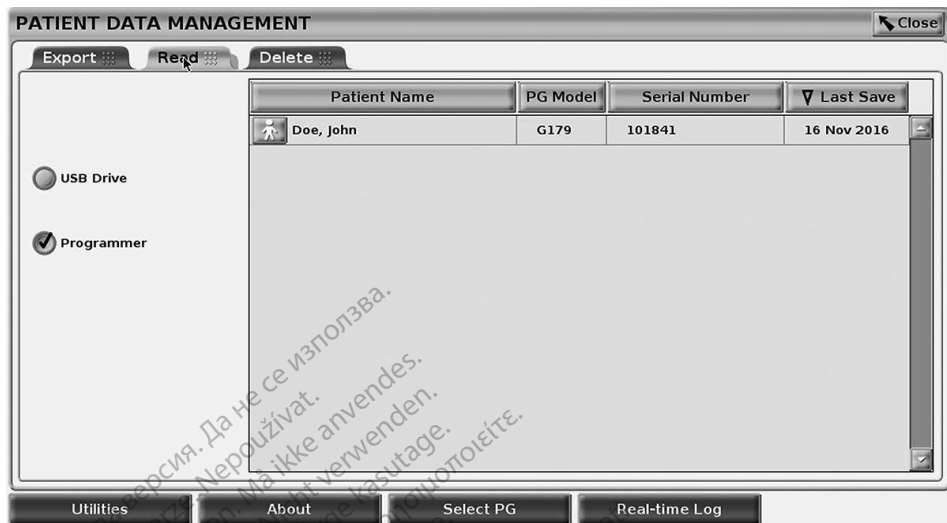 PATIENT DATA MANAGEMENT
Close
Export Read Delete
Patient Name PG Model Serial Number Last Save
Doe, John G179 101841 16 Nov 2016
USB Drive
Programmer
версия. Да не се използва.
Nepoužívat.
Må ikke anvendes.
verwenden.
kasutage.
Utilities About Select PG Real-time Log